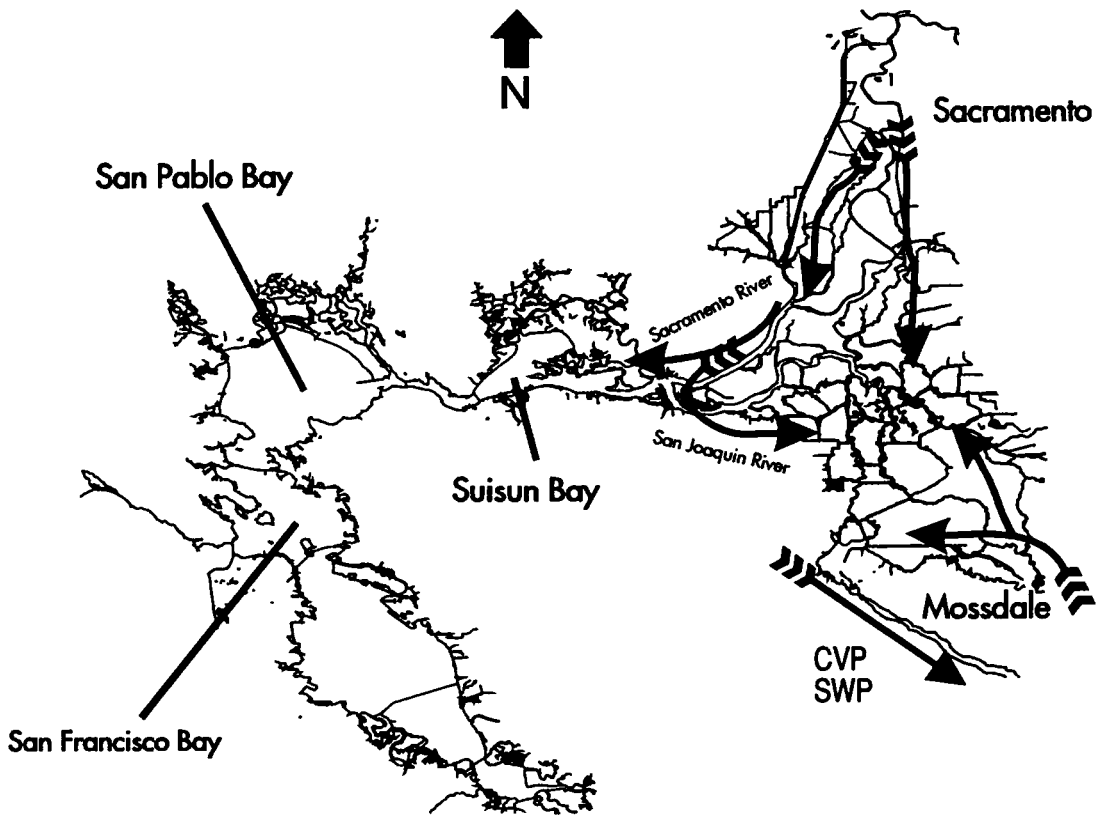 N
Sacramento
San Pablo Bay
Sacramento River
San Joaquin River
Suisun Bay
Mossdale
CVP
SWP
San Francisco Bay